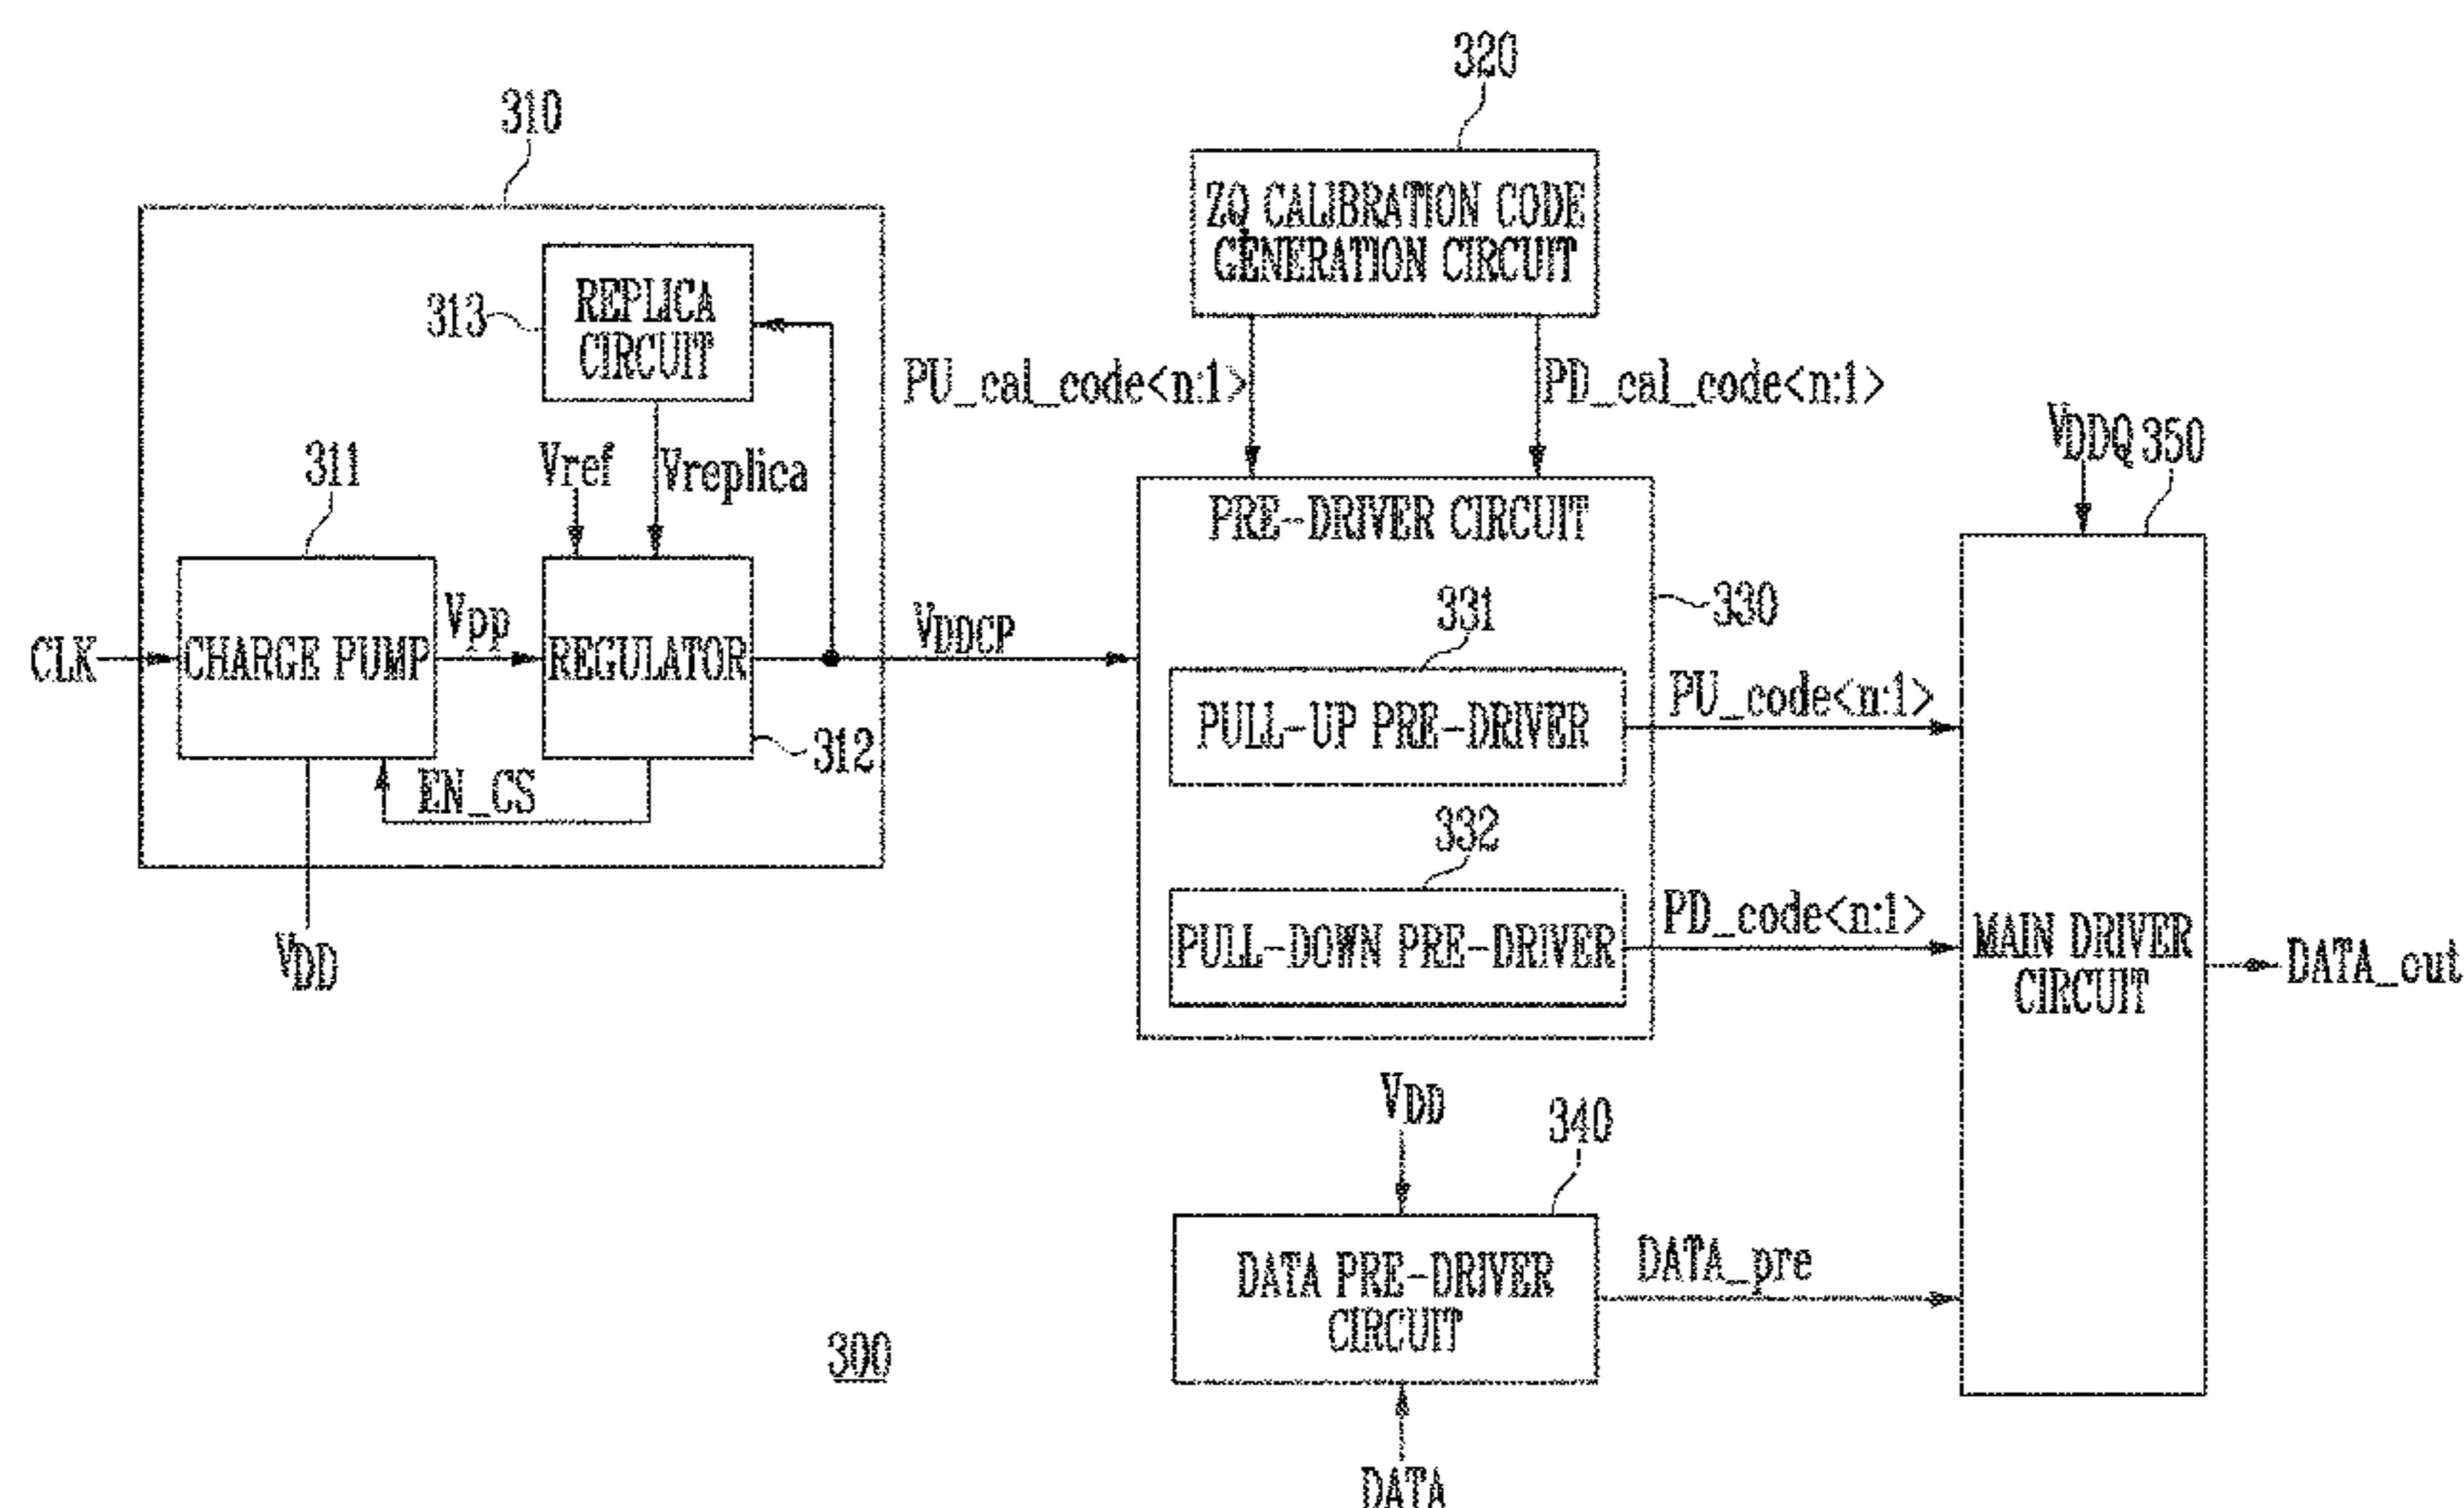 320
310
ZQ CALIBRATION CODE
GENERATION CIRCUIT
313
REPLICA
CIRCUIT
PU_cal_code<n:1>
PD_cal_code<n:1>
VDDQ
350
311
Vref
Vreplica
PRE-DRIVER CIRCUIT
330
331
CLK
CHARGE PUMP
Vpp
REGULATOR
VDDCP
PULL-UP PRE-DRIVER
PU_code<n:1>
312
EN_CS
332
PULL-DOWN PRE-DRIVER
PD_code<n:1>
VDD
MAIN DRIVER
CIRCUIT
DATA_out
VDD
340
DATA PRE-DRIVER
CIRCUIT
DATA_pre
300
DATA